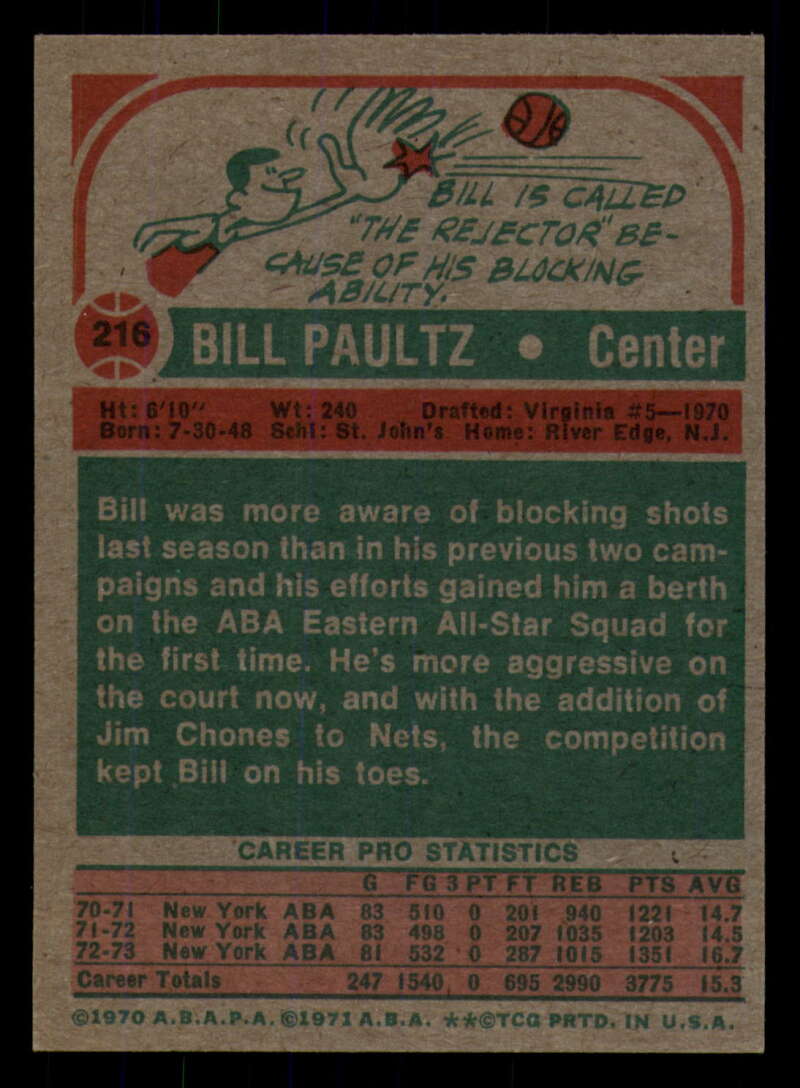 BILL IS CALLED
"THE REJECTOR" BE-
CAUSE OF HIS BLOCKING
ABILITY.
216 BILL PAULTZ • Center
Ht: 6'10" Wt: 240 Drafted: Virginia #5—1970
Born: 7-30-48 Schl: St. John's Home: River Edge, N.J.
Bill was more aware of blocking shots
last season than in his previous two cam-
paigns and his efforts gained him a berth
on the ABA Eastern All-Star Squad for
the first time. He's more aggressive on
the court now, and with the addition of
Jim Chones to Nets, the competition
kept Bill on his toes.
CAREER PRO STATISTICS
G FG 3 PT FT REB PTS AVG
70-71 New York ABA 83 510 0 201 940 1221 14.7
71-72 New York ABA 83 498 0 207 1035 1203 14.5
72-73 New York ABA 81 532 0 287 1015 1351 16.7
Career Totals 247 1540 0 695 2990 3775 15.3
©1970 A.B.A.P.A. ©1971 A.B.A. **©TCG PRTD. IN U.S.A.